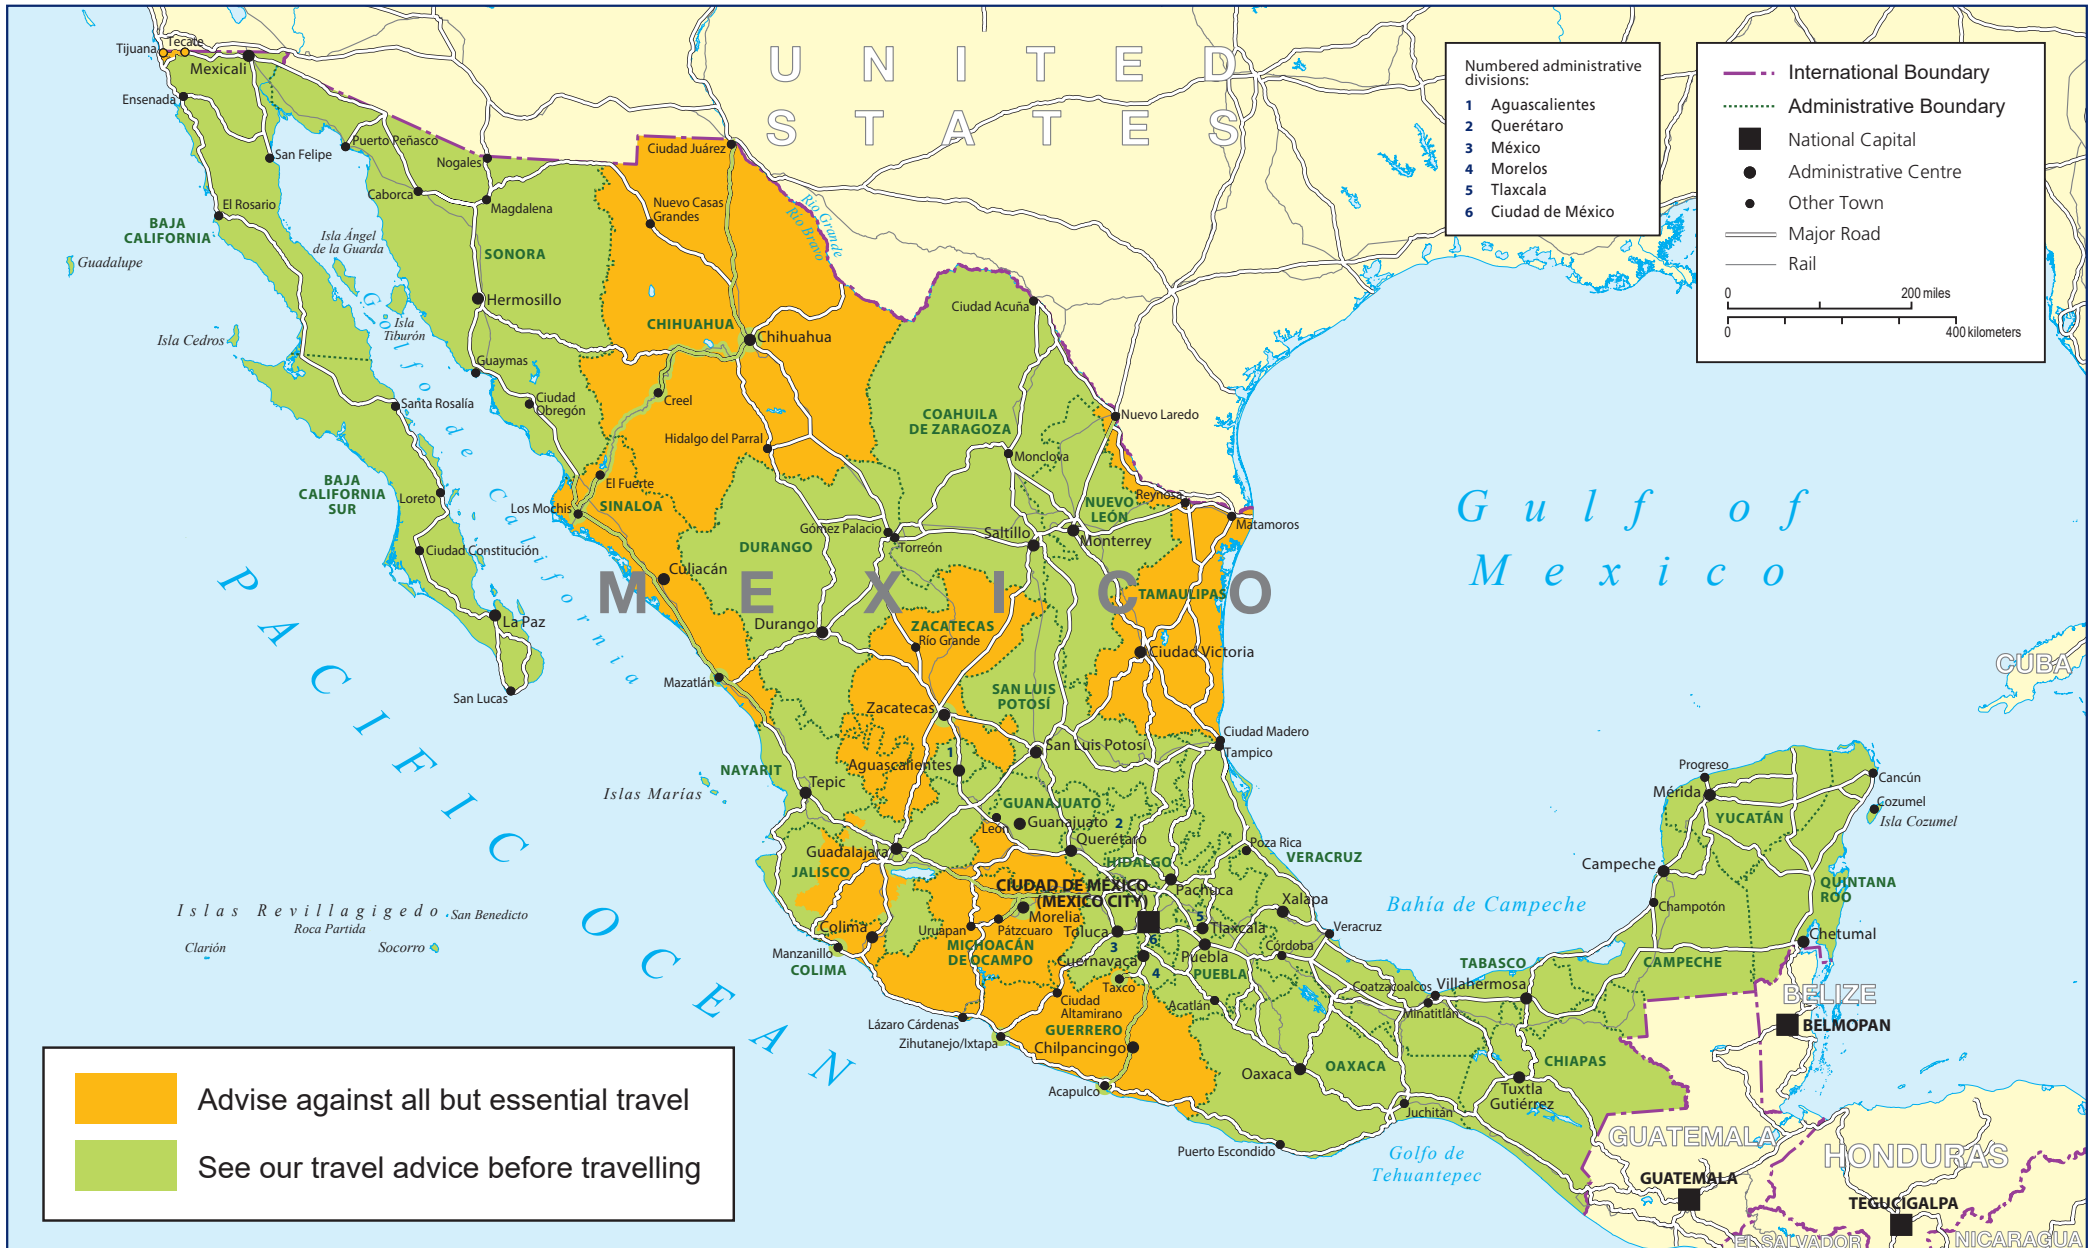 UNITED
STATES
Numbered administrative
divisions:
1 Aguascalientes
2 Querétaro
3 México
4 Morelos
5 Tlaxcala
6 Ciudad de México
International Boundary
Administrative Boundary
National Capital
Administrative Centre
Other Town
Major Road
Rail
0 200 miles
0 400 kilometers
Tijuana
Tecate
Mexicali
Ensenada
San Felipe
Puerto Peñasco
Nogales
Caborca
Magdalena
El Rosario
BAJA
CALIFORNIA
Guadalupe
Isla Ángel
de la Guarda
SONORA
Hermosillo
Isla
Tiburón
Isla Cedros
Guaymas
Ciudad
Obregón
Santa Rosalía
Golfo de California
BAJA
CALIFORNIA
SUR
Loreto
Ciudad Constitución
La Paz
San Lucas
Ciudad Juárez
Nuevo Casas
Grandes
Rio Grande
Río Bravo
CHIHUAHUA
Chihuahua
Creel
Hidalgo del Parral
El Fuerte
Los Mochis
SINALOA
Culiacán
Mazatlán
Ciudad Acuña
COAHUILA
DE ZARAGOZA
Nuevo Laredo
Monclova
Reynosa
NUEVO
LEÓN
Matamoros
Gómez Palacio
Torreón
Saltillo
Monterrey
DURANGO
Durango
MEXICO
TAMAULIPAS
ZACATECAS
Río Grande
Ciudad Victoria
Zacatecas
SAN LUIS
POTOSÍ
San Luis Potosí
Ciudad Madero
Tampico
1
Aguascalientes
NAYARIT
Tepic
Islas Marías
GUANAJUATO
León
Guanajuato
2
Querétaro
Guadalajara
JALISCO
HIDALGO
Poza Rica
VERACRUZ
Pachuca
CIUDAD DE MÉXICO
(MEXICO CITY)
Xalapa
Morelia
Pátzcuaro
Uruapan
Toluca
5
Tlaxcala
6
3
Veracruz
Colima
Manzanillo
COLIMA
MICHOACÁN
DE OCAMPO
Cuernavaca
Puebla
Córdoba
4
PUEBLA
Taxco
Acatlán
Ciudad
Altamirano
Lázaro Cárdenas
Zihutanejo/Ixtapa
GUERRERO
Chilpancingo
Acapulco
Oaxaca
OAXACA
Puerto Escondido
Juchitán
Coatzacoalcos
Minatitlán
TABASCO
Villahermosa
CHIAPAS
Tuxtla
Gutiérrez
Golfo de
Tehuantepec
Gulf of
Mexico
CUBA
Progreso
Mérida
Cancún
Cozumel
Isla Cozumel
YUCATÁN
Campeche
QUINTANA
ROO
Bahía de Campeche
Champotón
Chetumal
CAMPECHE
BELIZE
BELMOPAN
GUATEMALA
GUATEMALA
HONDURAS
TEGUCIGALPA
EL SALVADOR
NICARAGUA
PACIFIC OCEAN
Islas Revillagigedo
San Benedicto
Roca Partida
Clarión
Socorro
Advise against all but essential travel
See our travel advice before travelling